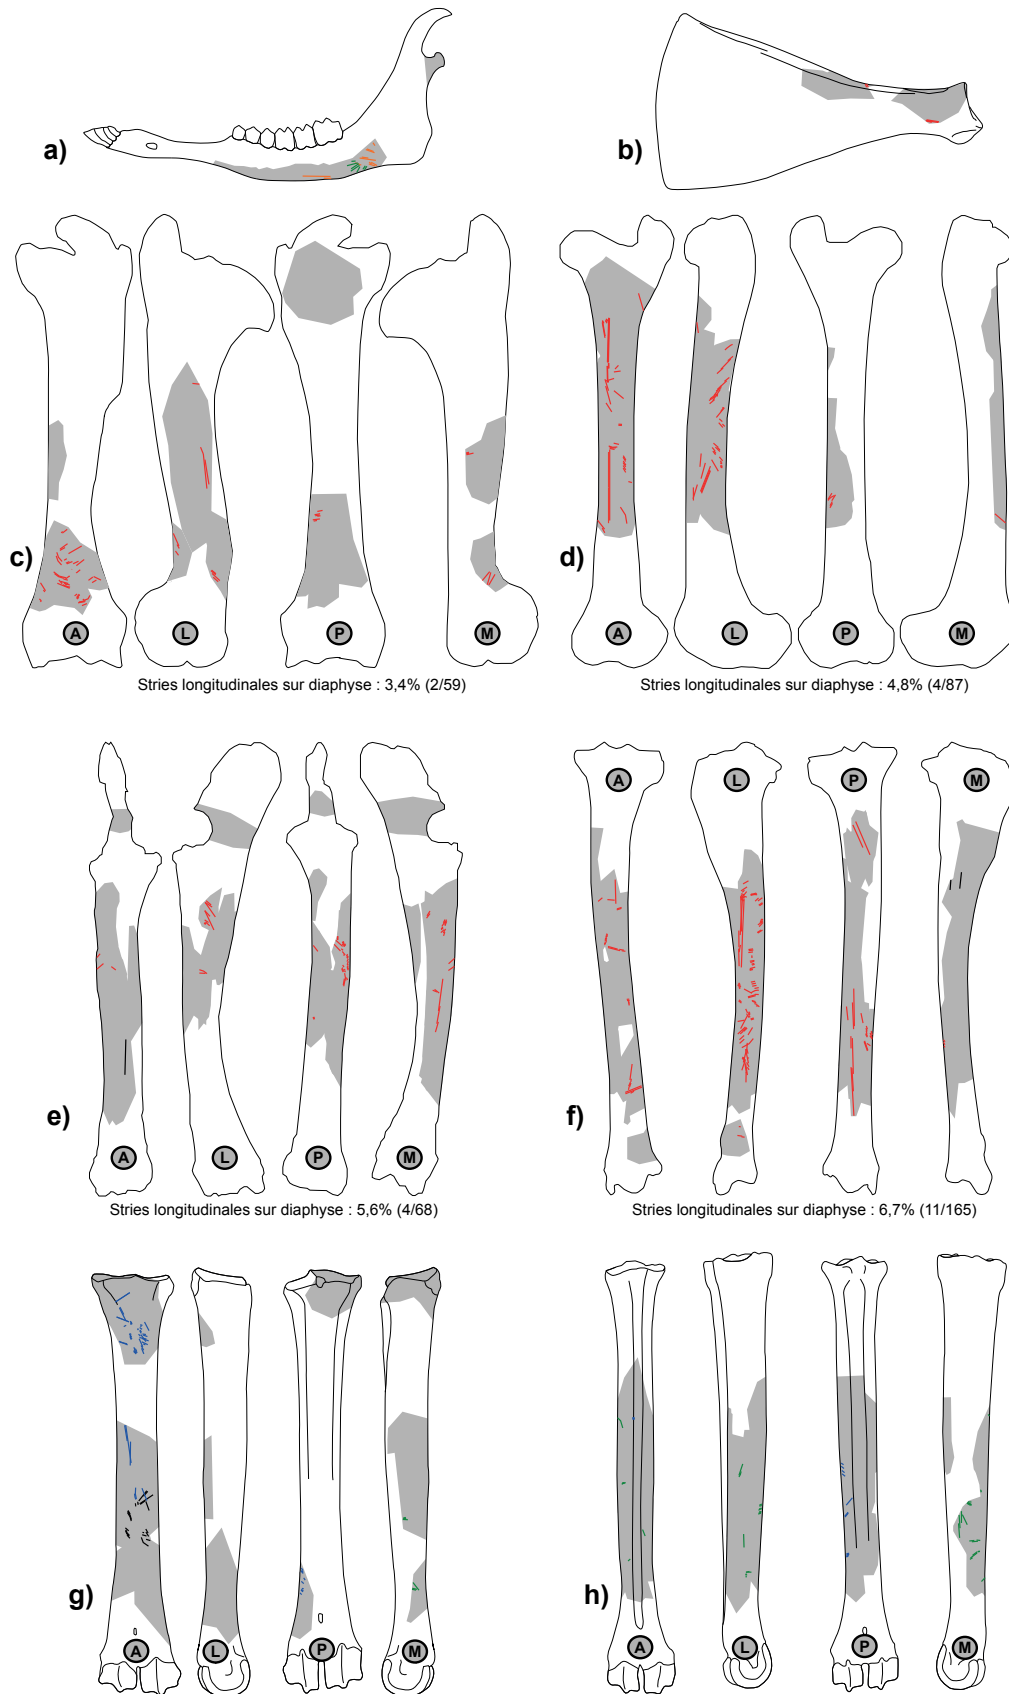 a)
b)
c)
A
L
P
M
d)
A
L
P
M
Stries longitudinales sur diaphyse : 3,4% (2/59)
Stries longitudinales sur diaphyse : 4,8% (4/87)
e)
A
L
P
M
f)
A
L
P
M
Stries longitudinales sur diaphyse : 5,6% (4/68)
Stries longitudinales sur diaphyse : 6,7% (11/165)
g)
A
L
P
M
h)
A
L
P
M